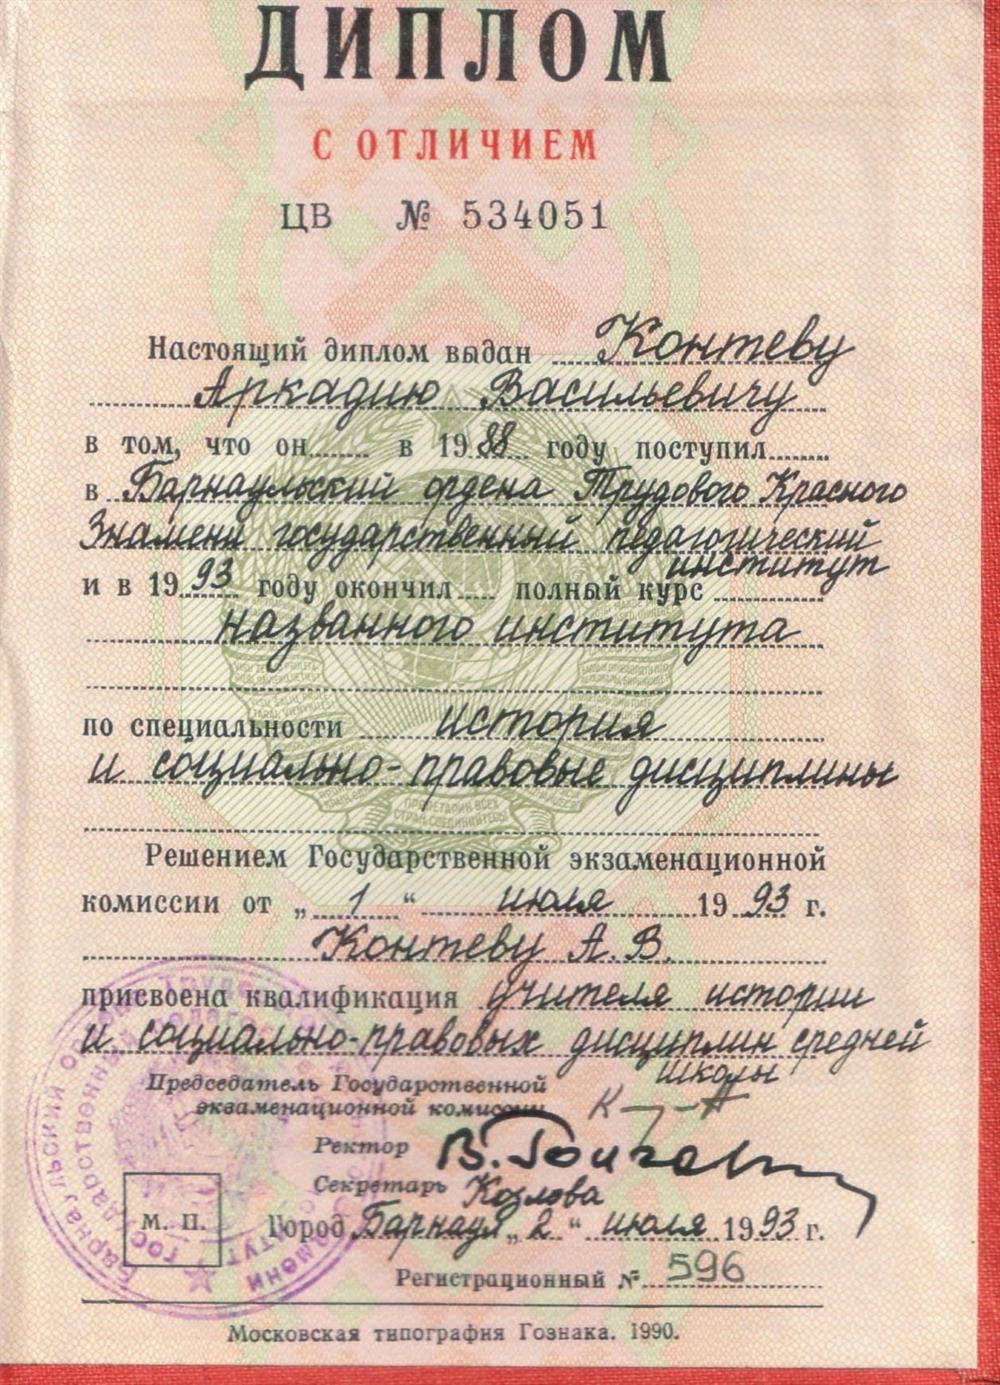 ДИПЛОМ
С ОТЛИЧИЕМ
ЦВ № 534051
Настоящий диплом выдан Контеву
Аркадию Васильевичу
в том, что он в 1988 году поступил
в Барнаульский ордена Трудового Красного
Знамени государственный педагогический
институт
и в 1993 году окончил полный курс
названного института
по специальности история
и социально-правовые дисциплины
Решением Государственной экзаменационной
комиссии от „1“ июля 1993 г.
Контеву А.В.
присвоена квалификация учителя истории
и социально-правовых дисциплин средней
школы
Председатель Государственной
экзаменационной комиссии
Ректор
Секретарь Козлова
М. П.
Город Барнаул „2“ июля 1993 г.
Регистрационный № 596
Московская типография Гознака. 1990.